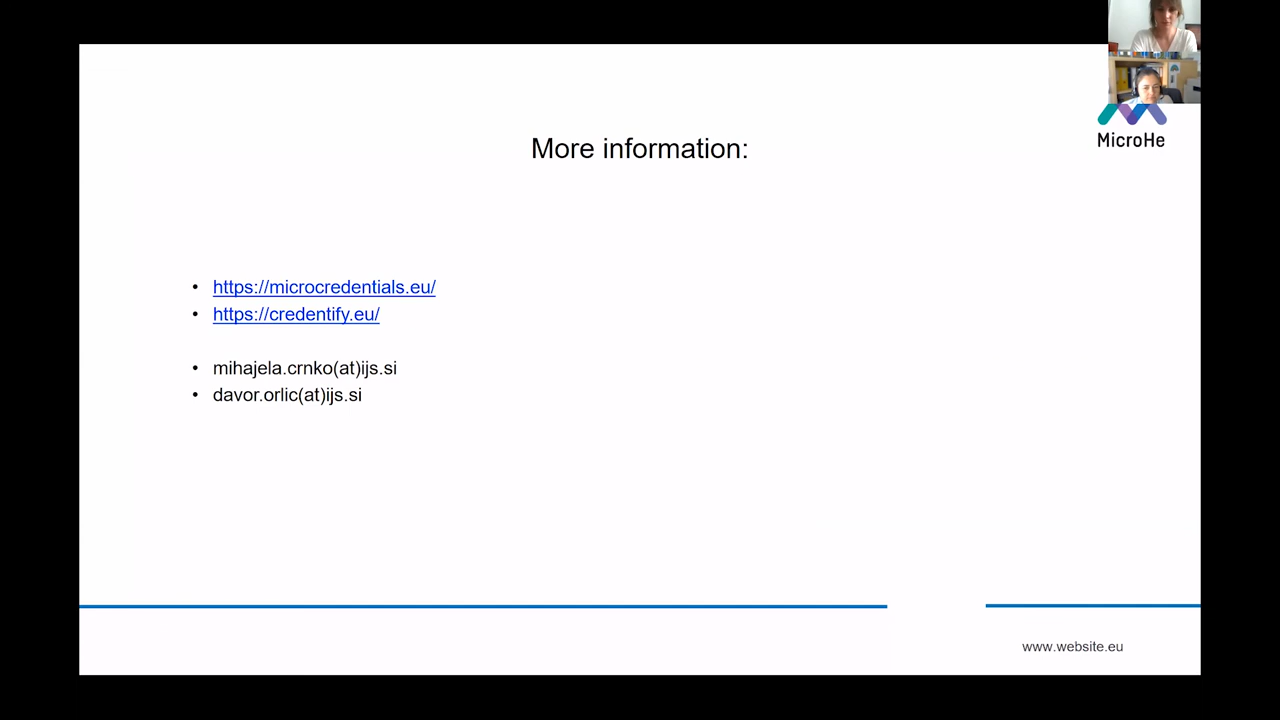 MicroHe
More information:
https://microcredentials.eu/
https://credentify.eu/
mihajela.crnko(at)ijs.si
davor.orlic(at)ijs.si
www.website.eu